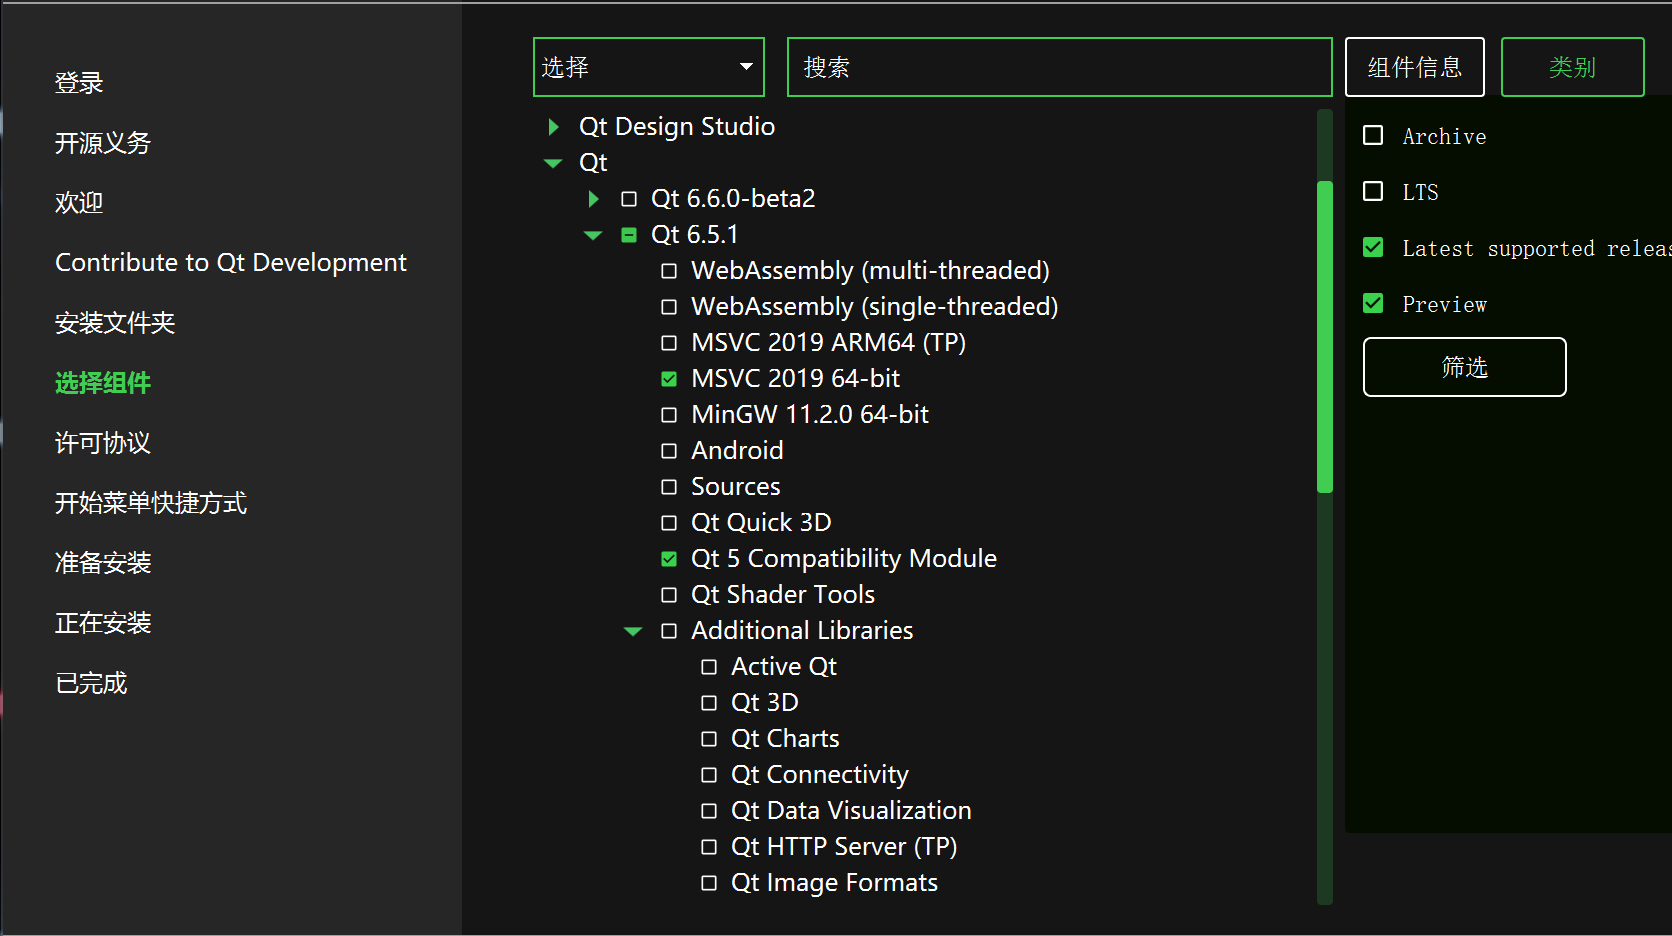 登录
开源义务
欢迎
Contribute to Qt Development
安装文件夹
选择组件
许可协议
开始菜单快捷方式
准备安装
正在安装
已完成
选择
搜索
组件信息
类别
Qt Design Studio
Qt
Qt 6.6.0-beta2
Qt 6.5.1
WebAssembly (multi-threaded)
WebAssembly (single-threaded)
MSVC 2019 ARM64 (TP)
MSVC 2019 64-bit
MinGW 11.2.0 64-bit
Android
Sources
Qt Quick 3D
Qt 5 Compatibility Module
Qt Shader Tools
Additional Libraries
Active Qt
Qt 3D
Qt Charts
Qt Connectivity
Qt Data Visualization
Qt HTTP Server (TP)
Qt Image Formats
Archive
LTS
Latest supported releas
Preview
筛选